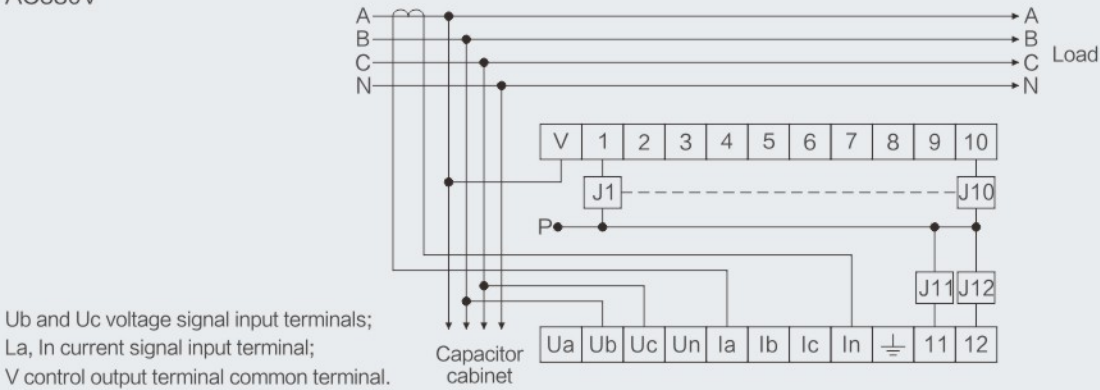 A A
B B
C C Load
N N
V 1 2 3 4 5 6 7 8 9 10
J1 J10
P
J11 J12
Ub and Uc voltage signal input terminals;
La, In current signal input terminal;
V control output terminal common terminal.
Capacitor
cabinet
Ua Ub Uc Un Ia Ib Ic In ⏚ 11 12